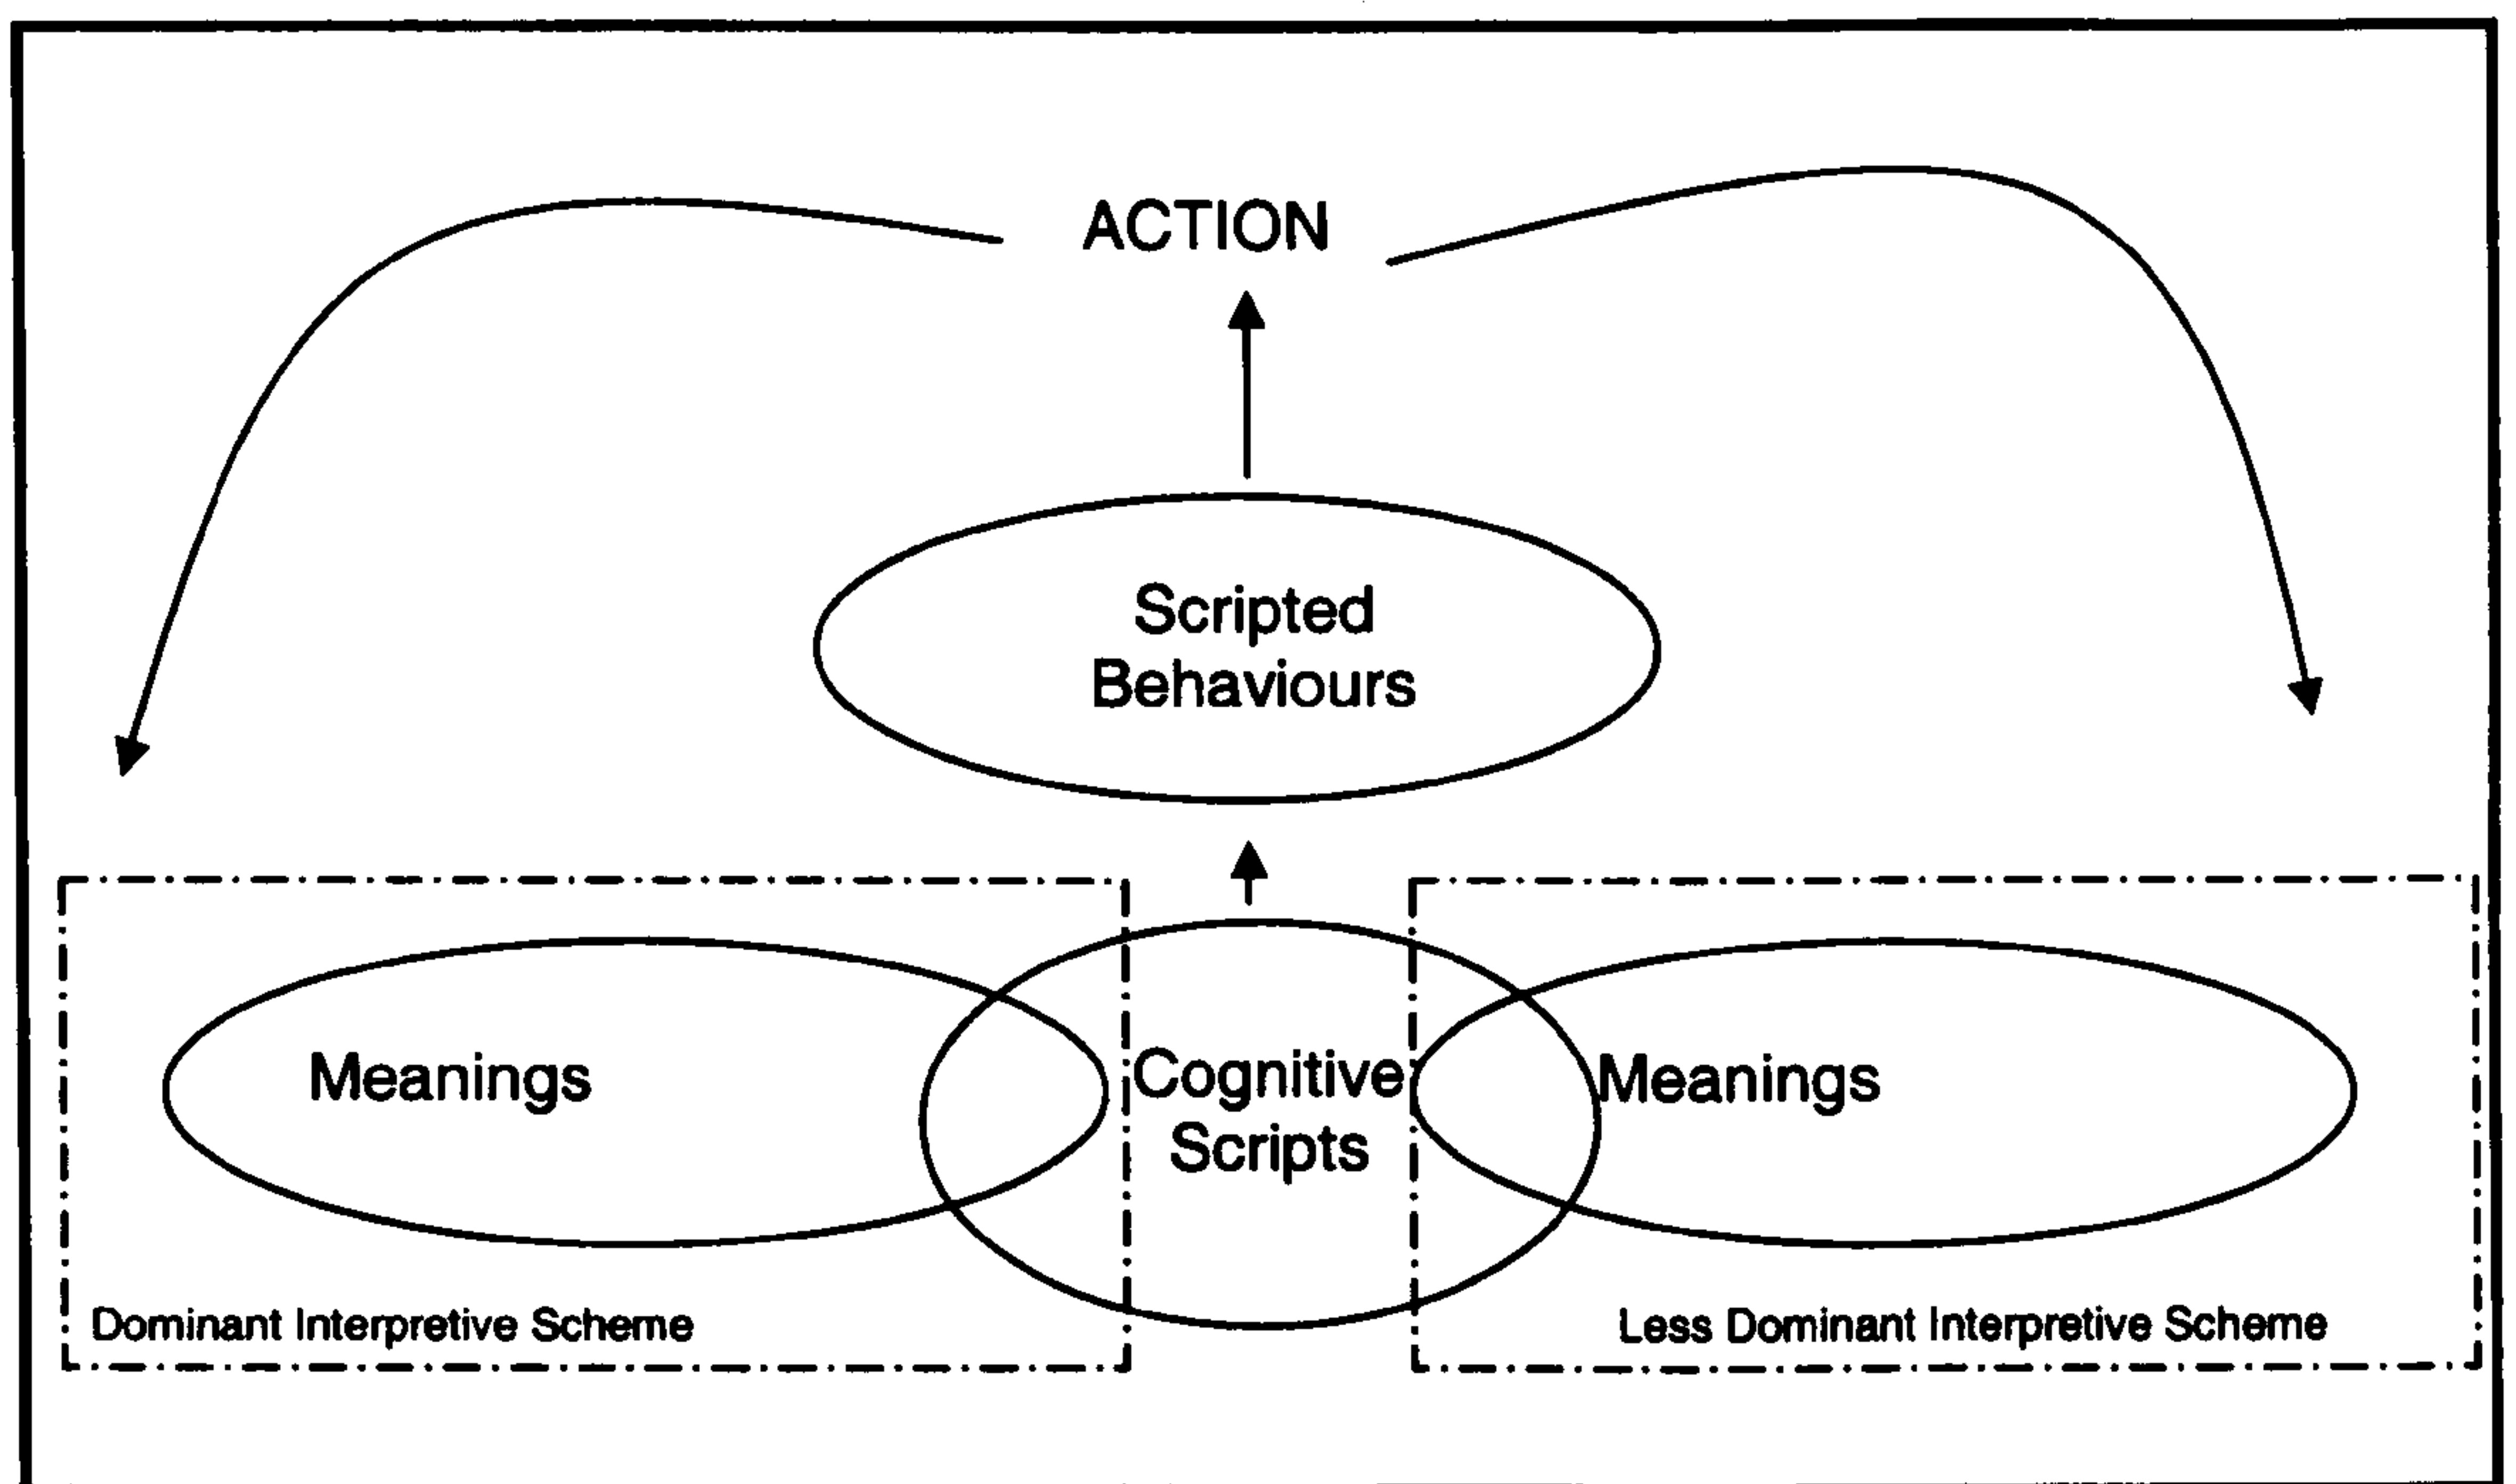 ACTION
Scripted
Behaviours
Meanings
Cognitive
Scripts
Meanings
Dominant Interpretive Scheme
Less Dominant Interpretive Scheme